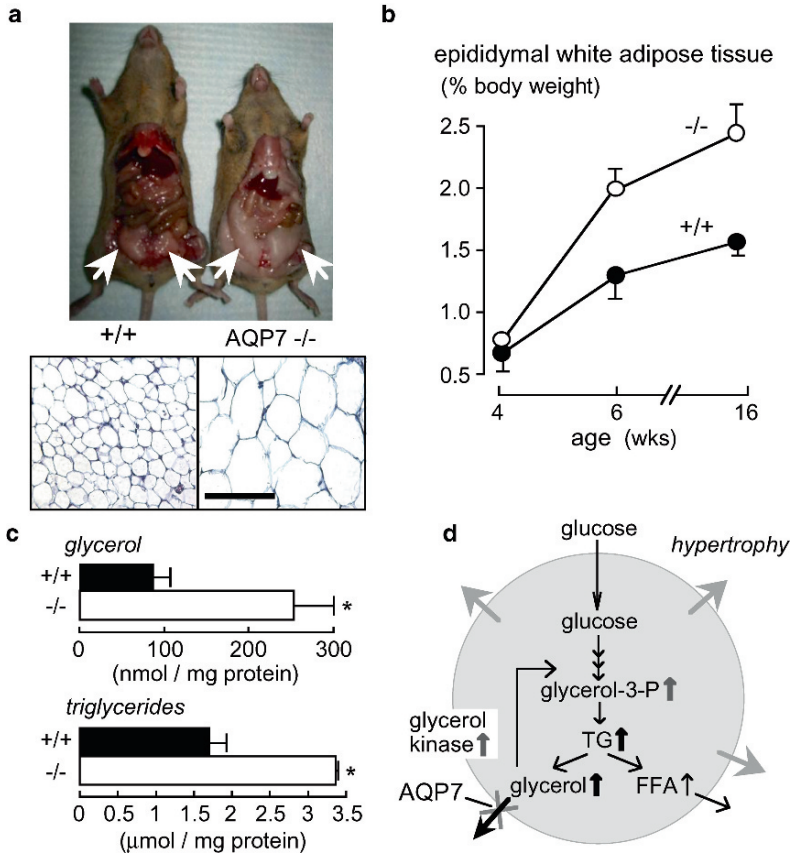 a
+/+
AQP7 -/-
b
epididymal white adipose tissue
(% body weight)
2.5
2.0
1.5
1.0
0.5
-/-
+/+
4
6
16
age (wks)
c
glycerol
+/+
-/-
*
0
100
200
300
(nmol / mg protein)
triglycerides
+/+
-/-
*
0
0.5
1
1.5
2
2.5
3
3.5
(μmol / mg protein)
d
glucose
hypertrophy
glucose
glycerol-3-P
glycerol
kinase
TG
glycerol
FFA
AQP7